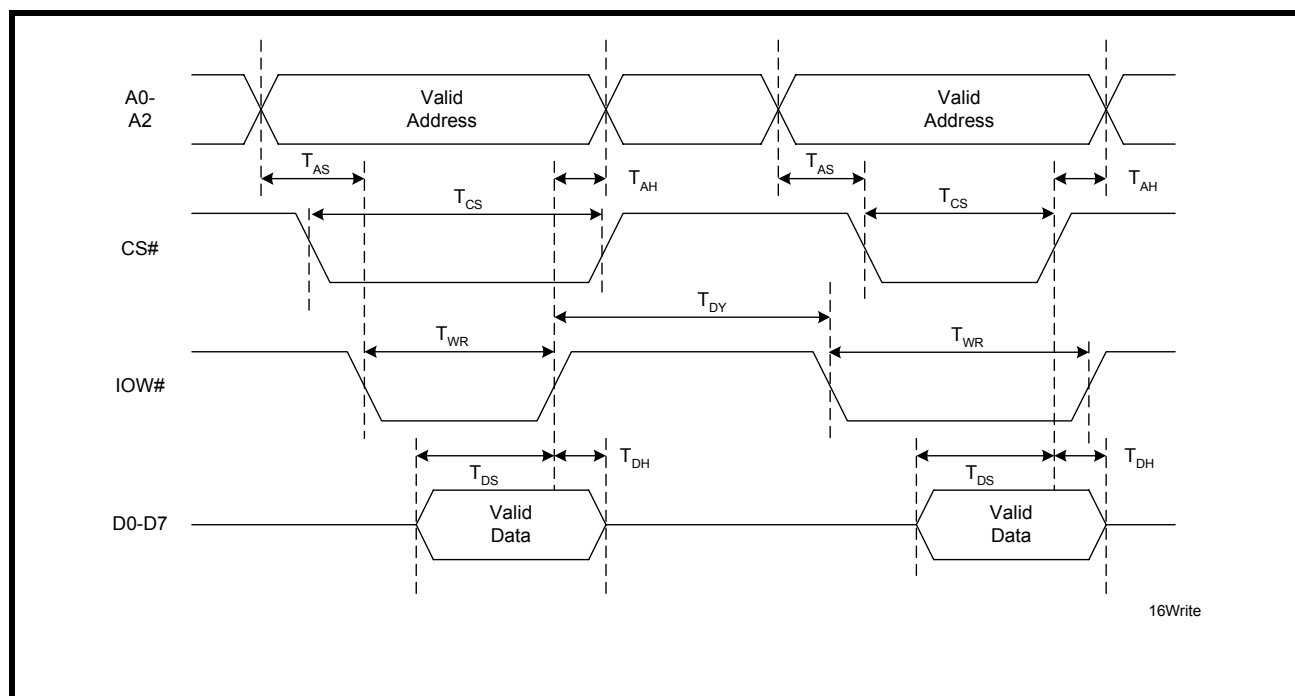 A0-
A2
Valid
Address
Valid
Address
TAS
TAH
TAS
TAH
TCS
TCS
CS#
TDY
TWR
TWR
IOW#
TDS
TDH
TDS
TDH
D0-D7
Valid
Data
Valid
Data
16Write